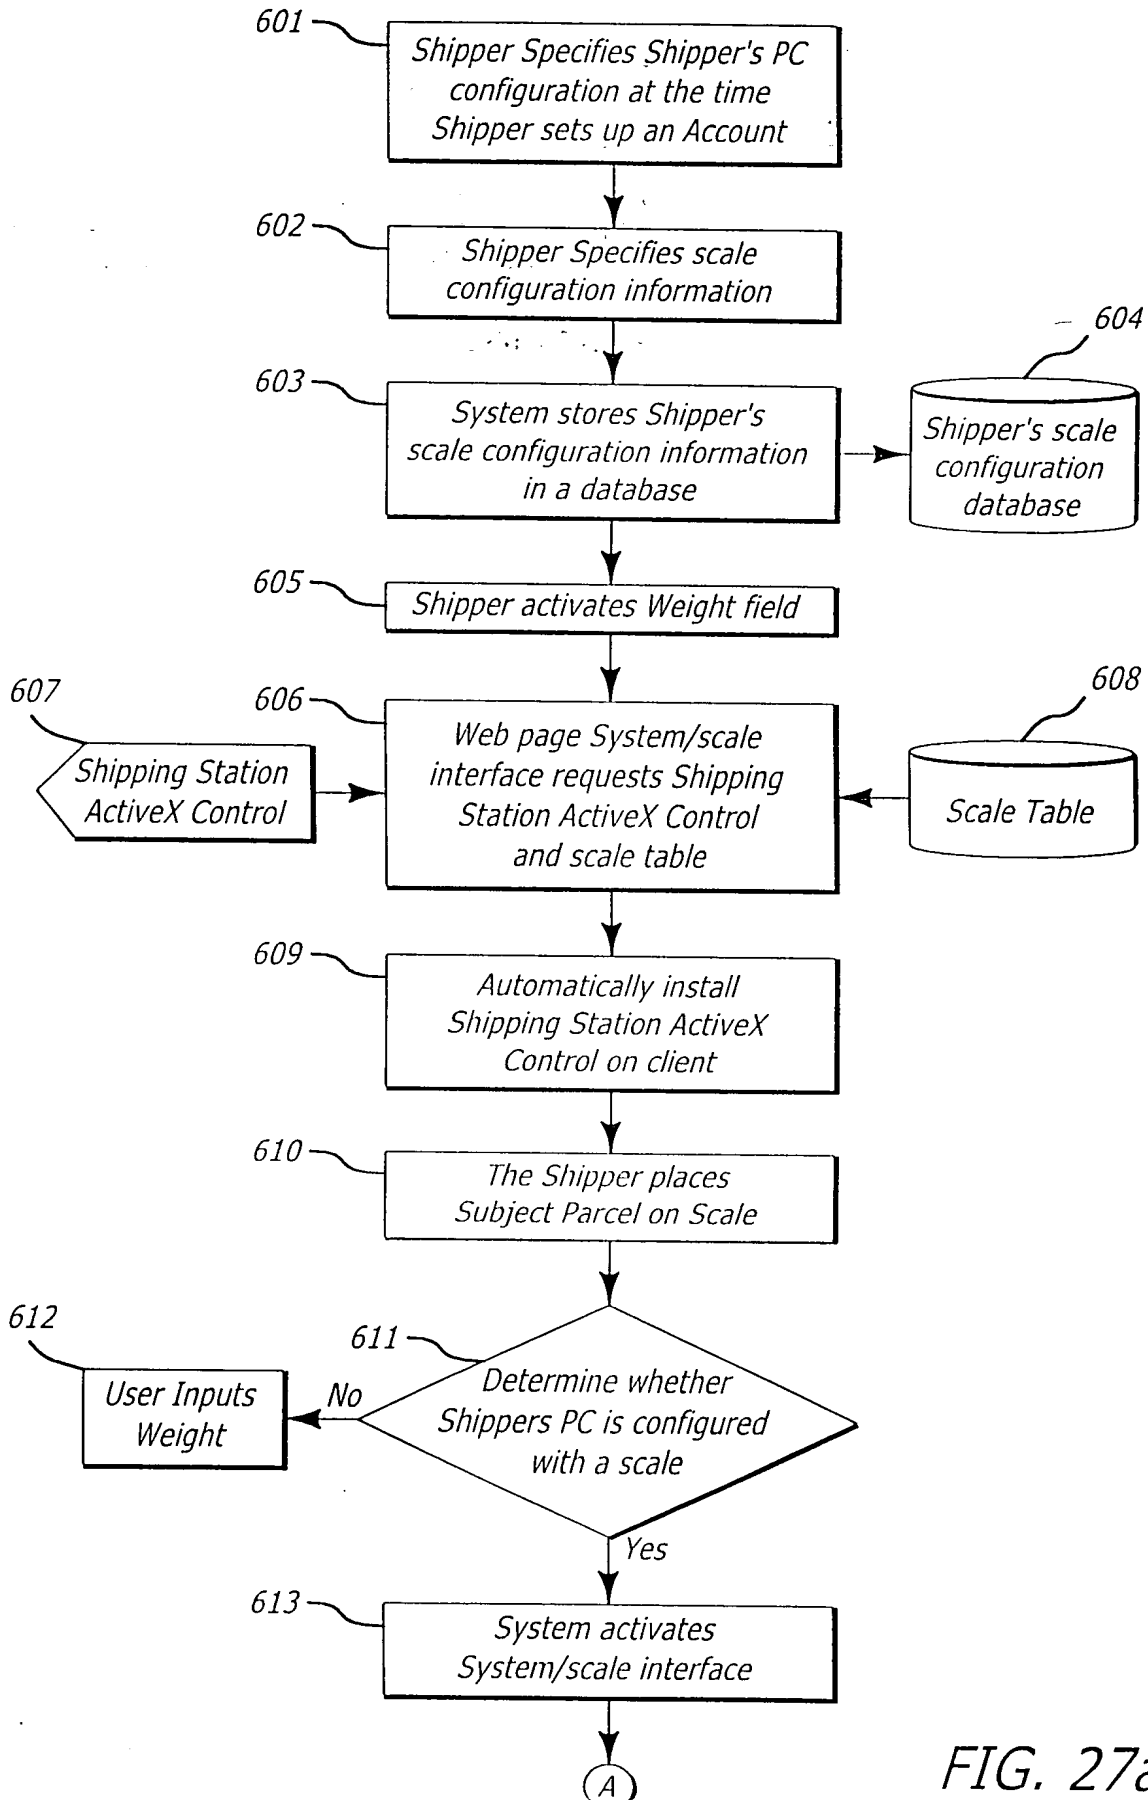 601
Shipper Specifies Shipper's PC
configuration at the time
Shipper sets up an Account
602
Shipper Specifies scale
configuration information
603
System stores Shipper's
scale configuration information
in a database
604
Shipper's scale
configuration
database
605
Shipper activates Weight field
606
Web page System/scale
interface requests Shipping
Station ActiveX Control
and scale table
607
Shipping Station
ActiveX Control
608
Scale Table
609
Automatically install
Shipping Station ActiveX
Control on client
610
The Shipper places
Subject Parcel on Scale
611
Determine whether
Shippers PC is configured
with a scale
No
612
User Inputs
Weight
Yes
613
System activates
System/scale interface
A
FIG. 27a